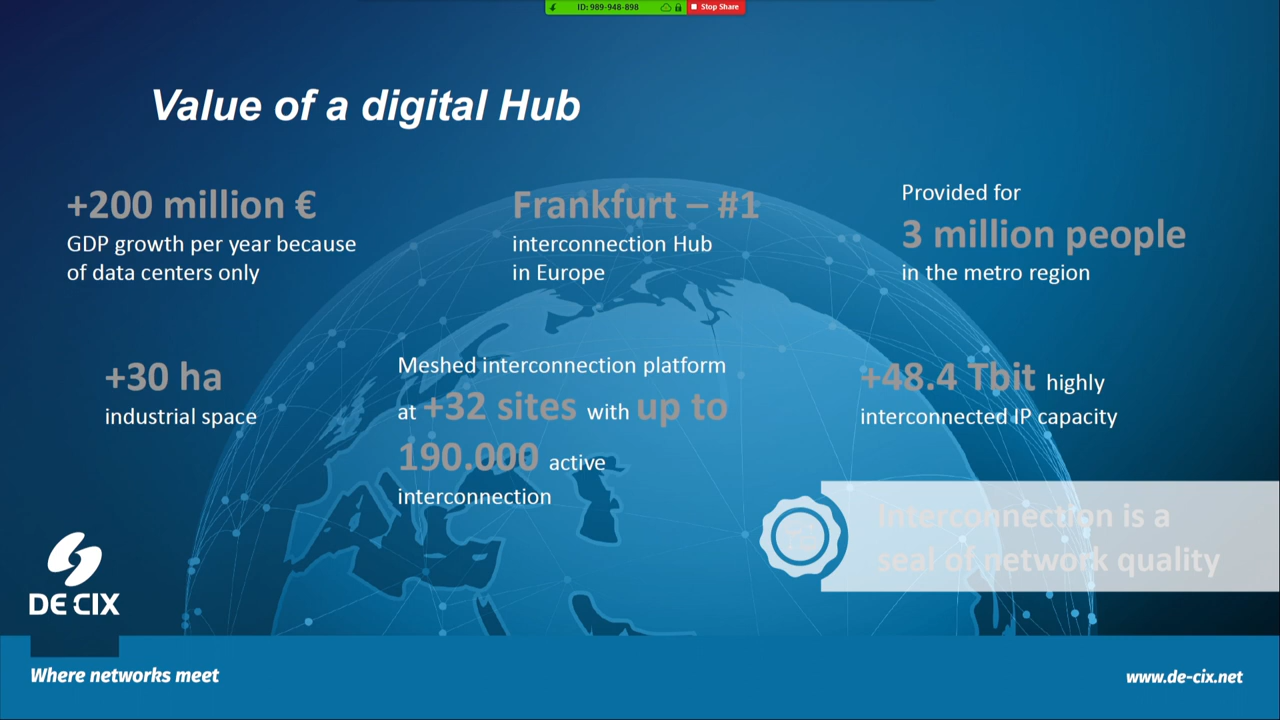 ID: 989-948-898
Stop Share
Value of a digital Hub
+200 million €
GDP growth per year because
of data centers only
Frankfurt – #1
interconnection Hub
in Europe
Provided for
3 million people
in the metro region
+30 ha
industrial space
Meshed interconnection platform
at +32 sites with up to
190.000 active
interconnection
+48.4 Tbit highly
interconnected IP capacity
Interconnection is a
seal of network quality
DE CIX
Where networks meet
www.de-cix.net